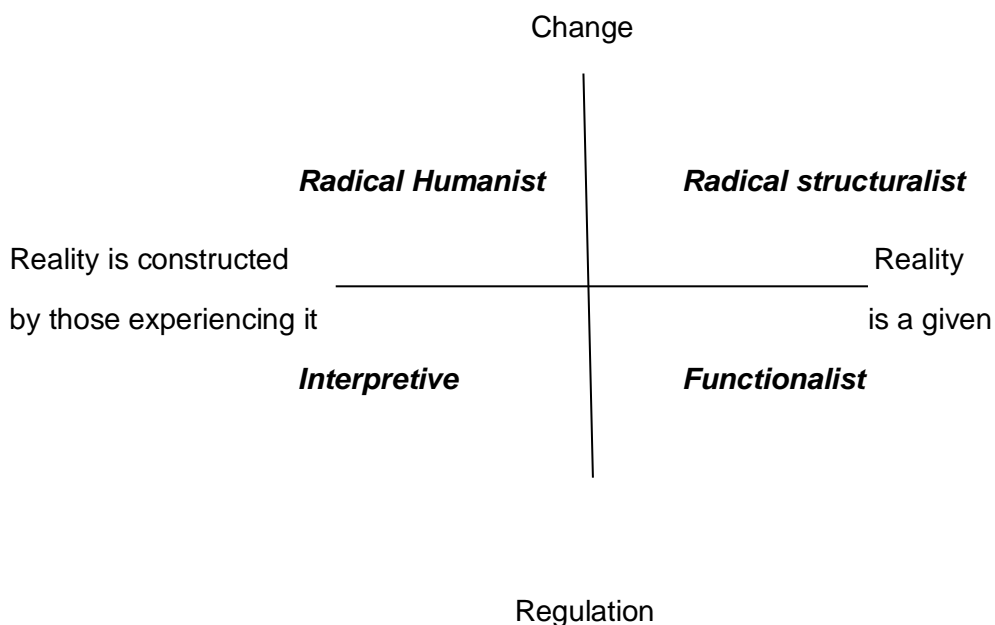 Change
Radical Humanist
Radical structuralist
Reality is constructed
by those experiencing it
Reality
is a given
Interpretive
Functionalist
Regulation